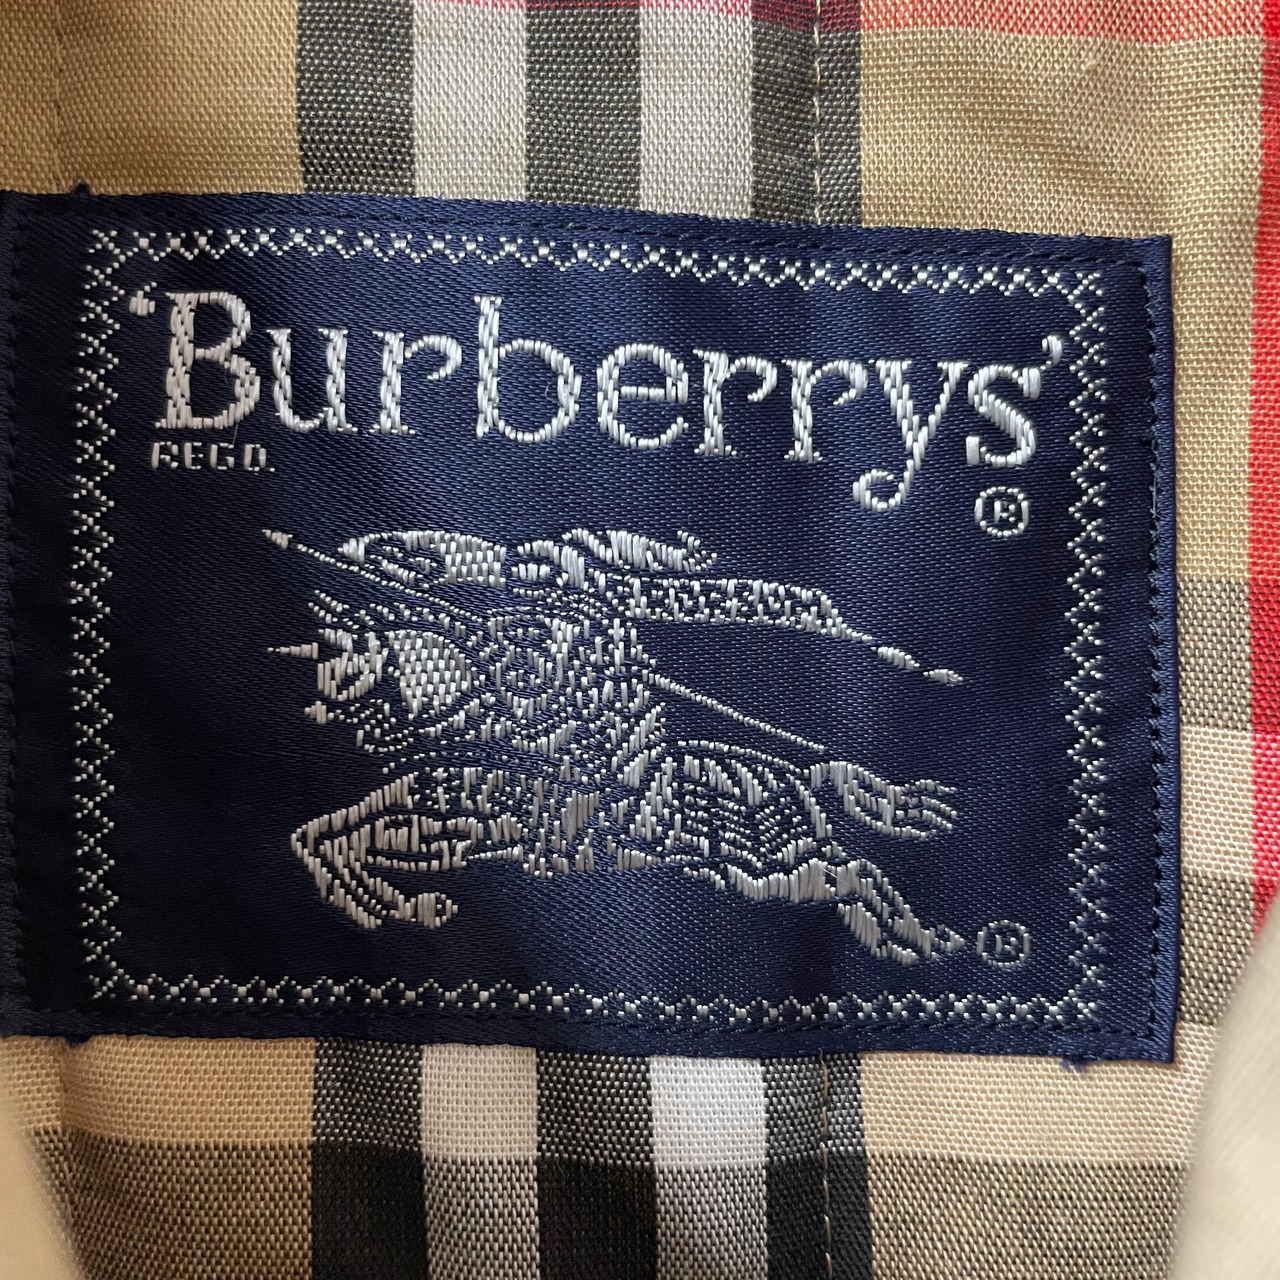 ‘Burberrys’
REGD.
®
®